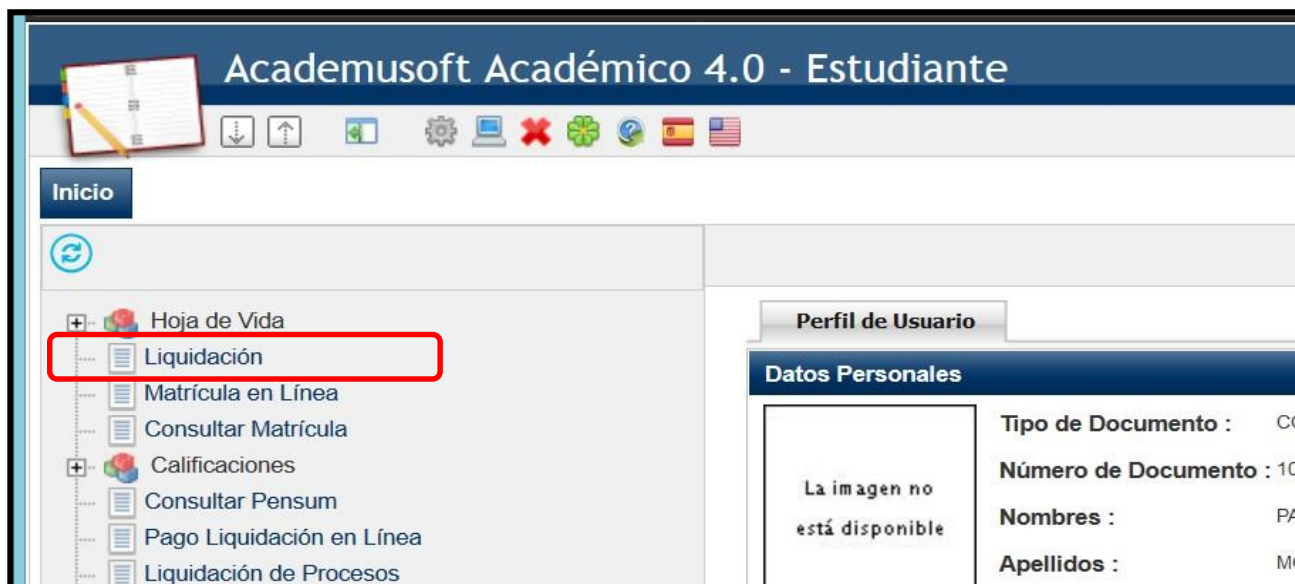 Academusoft Académico 4.0 - Estudiante
Inicio
Hoja de Vida
Liquidación
Matrícula en Línea
Consultar Matrícula
Calificaciones
Consultar Pensum
Pago Liquidación en Línea
Liquidación de Procesos
Perfil de Usuario
Datos Personales
La imagen no
está disponible
Tipo de Documento :
Número de Documento : 10
Nombres : PA
Apellidos :